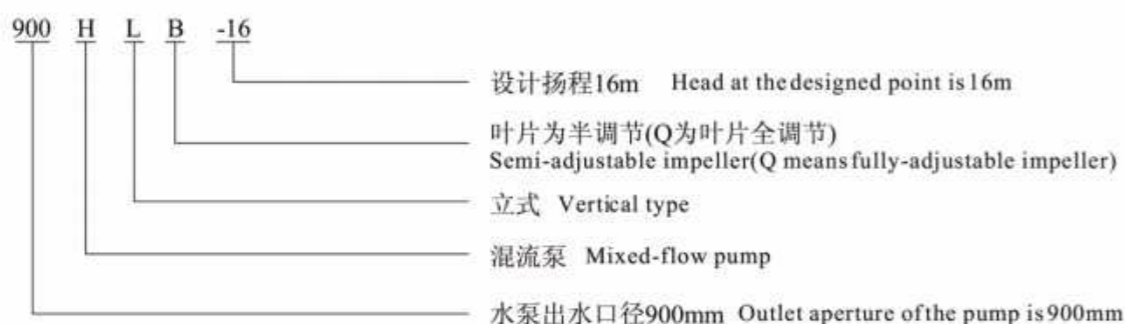 900 H L B -16
设计扬程16m Head at the designed point is 16m
叶片为半调节(Q为叶片全调节)
Semi-adjustable impeller(Q means fully-adjustable impeller)
立式 Vertical type
混流泵 Mixed-flow pump
水泵出水口径900mm Outlet aperture of the pump is 900mm